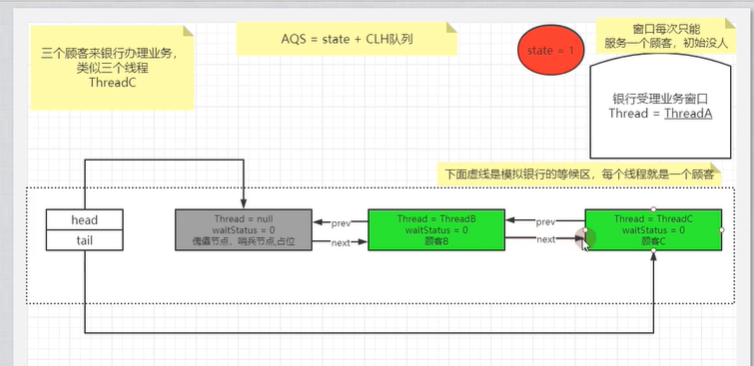 三个顾客来银行办理业务，
类似三个线程
ThreadC
AQS = state + CLH队列
state = 1
窗口每次只能
服务一个顾客，初始没人
银行受理业务窗口
Thread = ThreadA
下面虚线是模拟银行的等候区，每个线程就是一个顾客
head
tail
Thread = null
waitStatus = 0
傀儡节点、哨兵节点,占位
prev
next
Thread = ThreadB
waitStatus = 0
顾客B
prev
next
Thread = ThreadC
waitStatus = 0
顾客C